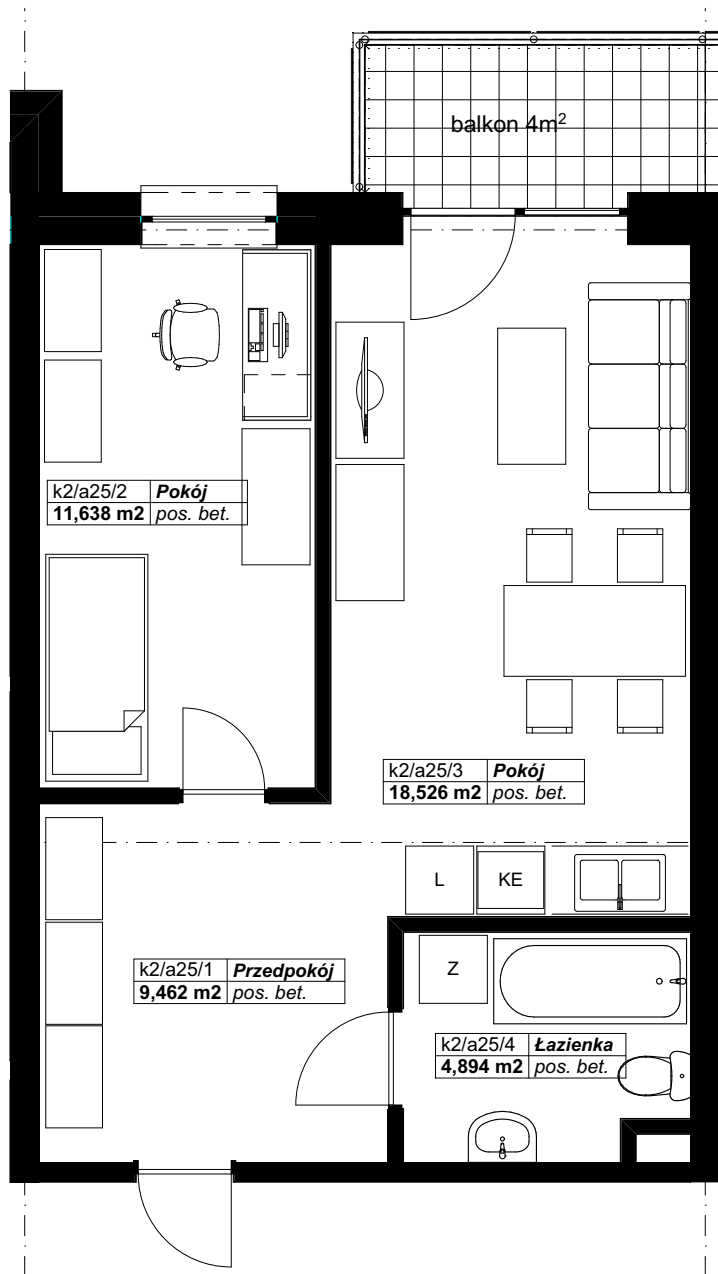 balkon 4m²
k2/a25/2 Pokój
11,638 m2 pos. bet.
k2/a25/3 Pokój
18,526 m2 pos. bet.
L KE
k2/a25/1 Przedpokój
9,462 m2 pos. bet.
Z
k2/a25/4 Łazienka
4,894 m2 pos. bet.